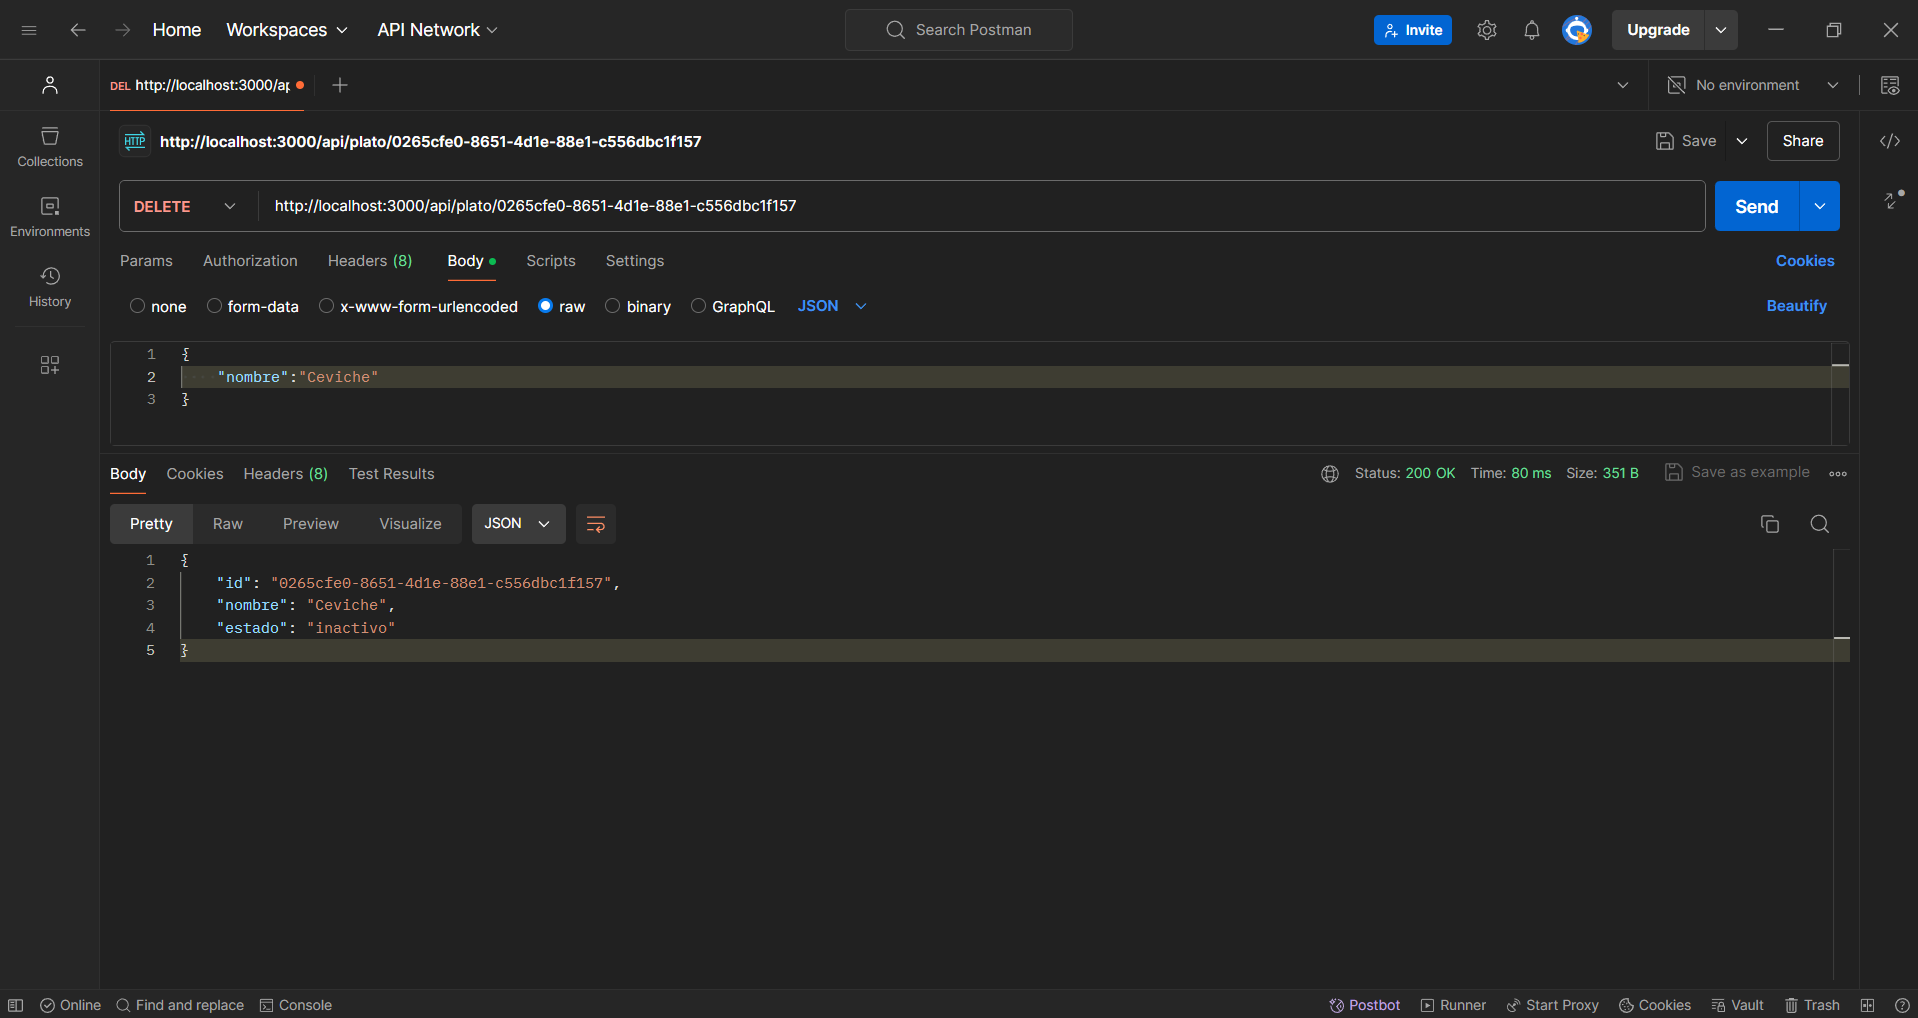 Home Workspaces API Network Search Postman Invite Upgrade
DEL http://localhost:3000/ap No environment
HTTP http://localhost:3000/api/plato/0265cfe0-8651-4d1e-88e1-c556dbc1f157 Save Share
Collections
DELETE http://localhost:3000/api/plato/0265cfe0-8651-4d1e-88e1-c556dbc1f157 Send
Environments
Params Authorization Headers (8) Body Scripts Settings Cookies
History
none form-data x-www-form-urlencoded raw binary GraphQL JSON Beautify
1 {
2 "nombre":"Ceviche"
3 }
Body Cookies Headers (8) Test Results Status: 200 OK Time: 80 ms Size: 351 B Save as example
Pretty Raw Preview Visualize JSON
1 {
2 "id": "0265cfe0-8651-4d1e-88e1-c556dbc1f157",
3 "nombre": "Ceviche",
4 "estado": "inactivo"
5 }
Online Find and replace Console Postbot Runner Start Proxy Cookies Vault Trash